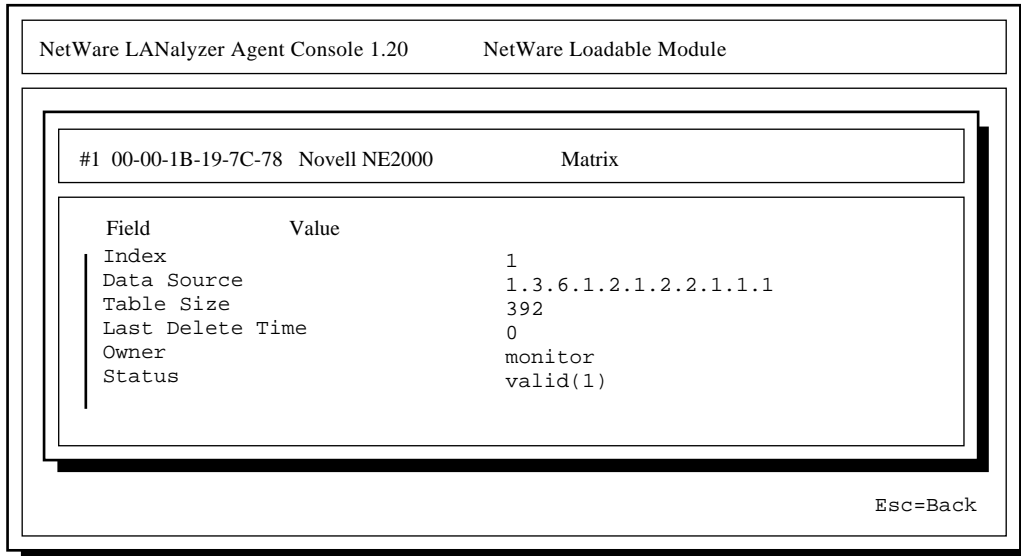 NetWare LANalyzer Agent Console 1.20 NetWare Loadable Module
#1 00-00-1B-19-7C-78 Novell NE2000 Matrix
Field Value
Index 1
Data Source 1.3.6.1.2.1.2.2.1.1.1
Table Size 392
Last Delete Time 0
Owner monitor
Status valid(1)
Esc=Back